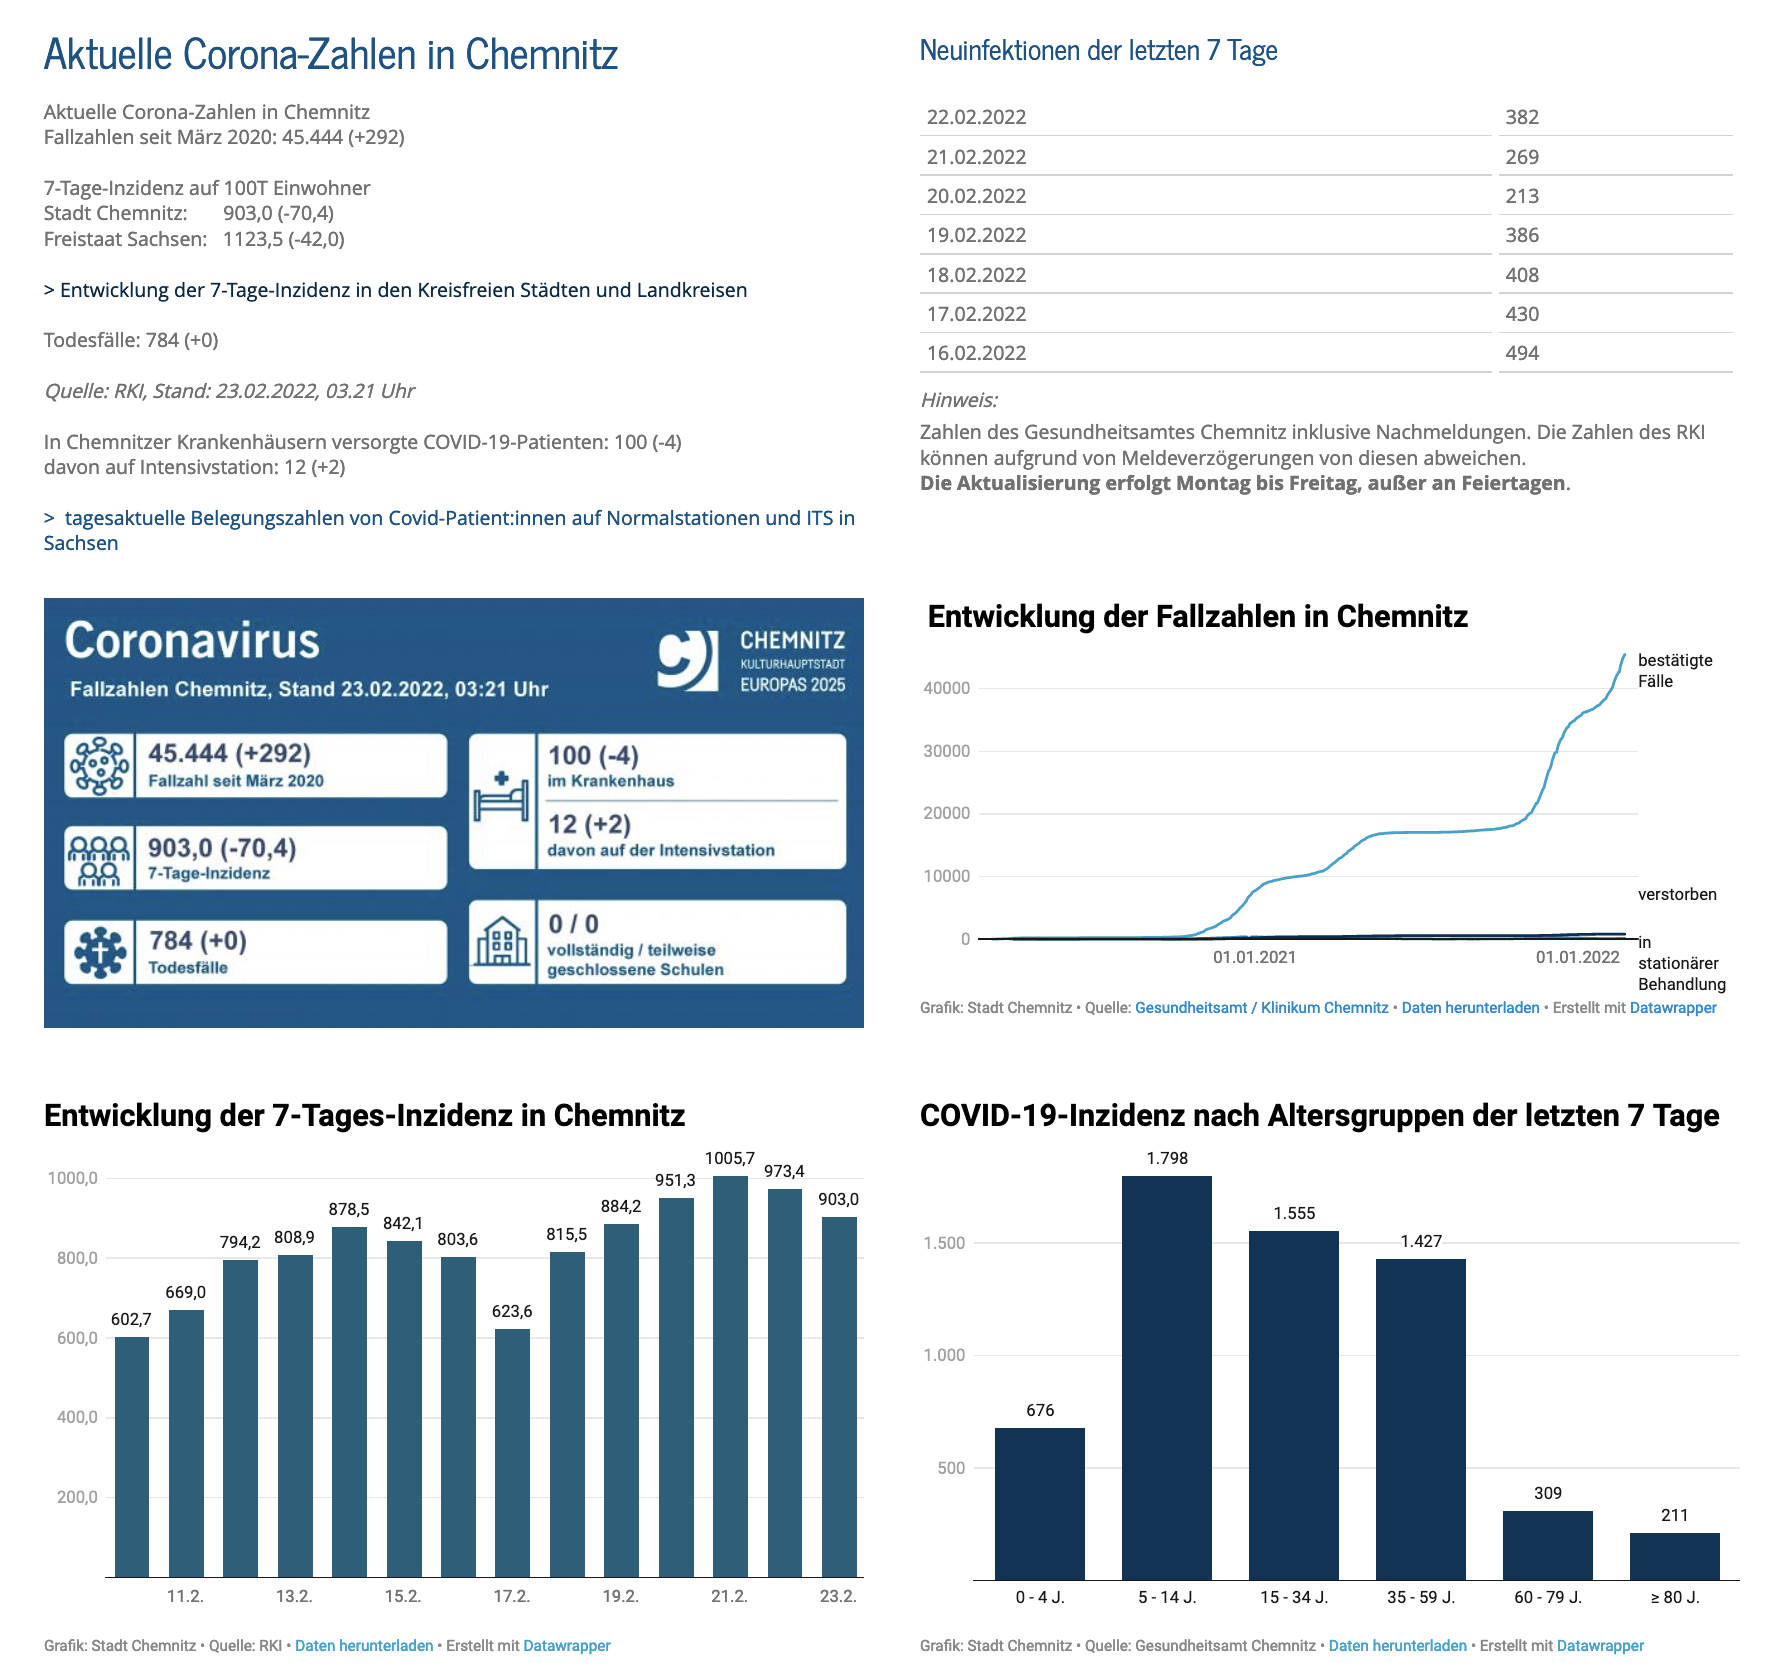 Aktuelle Corona-Zahlen in Chemnitz
Aktuelle Corona-Zahlen in Chemnitz
Fallzahlen seit März 2020: 45.444 (+292)
7-Tage-Inzidenz auf 100T Einwohner
Stadt Chemnitz: 903,0 (-70,4)
Freistaat Sachsen: 1123,5 (-42,0)
> Entwicklung der 7-Tage-Inzidenz in den Kreisfreien Städten und Landkreisen
Todesfälle: 784 (+0)
Quelle: RKI, Stand: 23.02.2022, 03.21 Uhr
In Chemnitzer Krankenhäusern versorgte COVID-19-Patienten: 100 (-4)
davon auf Intensivstation: 12 (+2)
> tagesaktuelle Belegungszahlen von Covid-Patient:innen auf Normalstationen und ITS in
Sachsen
Neuinfektionen der letzten 7 Tage
22.02.2022 382
21.02.2022 269
20.02.2022 213
19.02.2022 386
18.02.2022 408
17.02.2022 430
16.02.2022 494
Hinweis:
Zahlen des Gesundheitsamtes Chemnitz inklusive Nachmeldungen. Die Zahlen des RKI
können aufgrund von Meldeverzögerungen von diesen abweichen.
Die Aktualisierung erfolgt Montag bis Freitag, außer an Feiertagen.
Coronavirus
Fallzahlen Chemnitz, Stand 23.02.2022, 03:21 Uhr
CHEMNITZ
KULTURHAUPTSTADT
EUROPAS 2025
45.444 (+292)
Fallzahl seit März 2020
903,0 (-70,4)
7-Tage-Inzidenz
784 (+0)
Todesfälle
100 (-4)
im Krankenhaus
12 (+2)
davon auf der Intensivstation
0 / 0
vollständig / teilweise
geschlossene Schulen
Entwicklung der Fallzahlen in Chemnitz
40000
30000
20000
10000
0
bestätigte
Fälle
verstorben
in
stationärer
Behandlung
01.01.2021 01.01.2022
Grafik: Stadt Chemnitz • Quelle: Gesundheitsamt / Klinikum Chemnitz • Daten herunterladen • Erstellt mit Datawrapper
Entwicklung der 7-Tages-Inzidenz in Chemnitz
1000,0
800,0
600,0
400,0
200,0
602,7 669,0 794,2 808,9 878,5 842,1 803,6 623,6 815,5 884,2 951,3 1005,7 973,4 903,0
11.2. 13.2. 15.2. 17.2. 19.2. 21.2. 23.2.
Grafik: Stadt Chemnitz • Quelle: RKI • Daten herunterladen • Erstellt mit Datawrapper
COVID-19-Inzidenz nach Altersgruppen der letzten 7 Tage
1.500
1.000
500
676 1.798 1.555 1.427 309 211
0 - 4 J. 5 - 14 J. 15 - 34 J. 35 - 59 J. 60 - 79 J. ≥ 80 J.
Grafik: Stadt Chemnitz • Quelle: Gesundheitsamt Chemnitz • Daten herunterladen • Erstellt mit Datawrapper